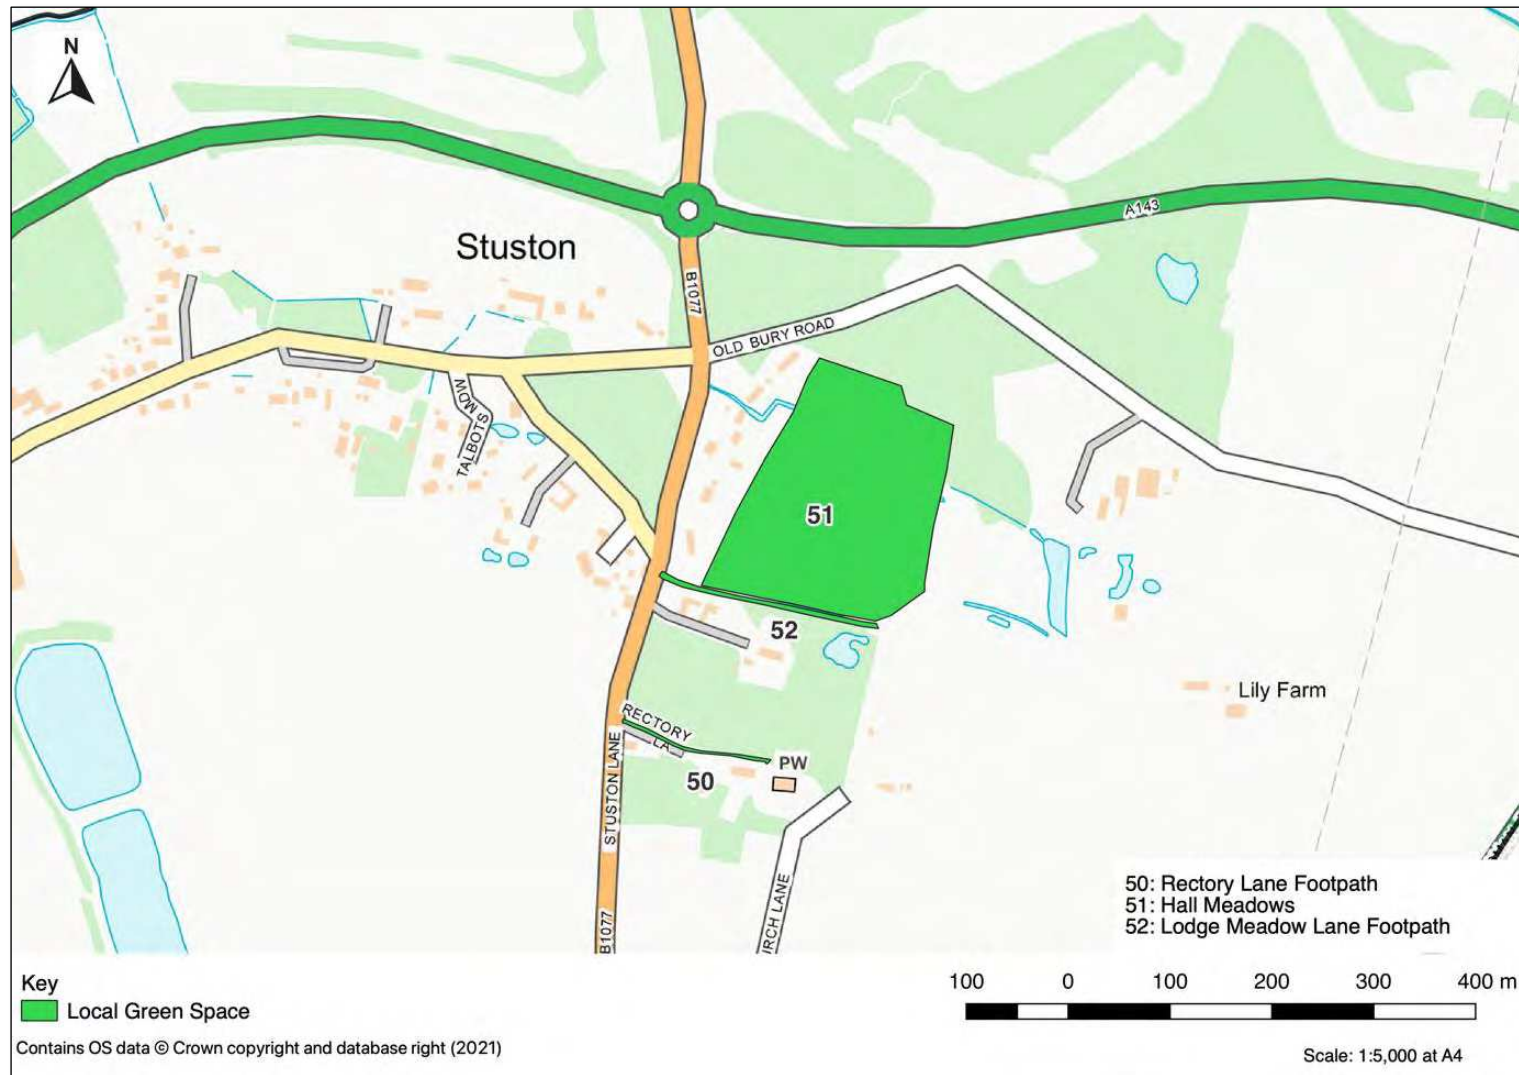 N
A143
Stuston
B1077
OLD BURY ROAD
TALBOTS MDW
51
52
Lily Farm
RECTORY
LA
PW
50
STUSTON LANE
IRCH LANE
B1077
50: Rectory Lane Footpath
51: Hall Meadows
52: Lodge Meadow Lane Footpath
Key
Local Green Space
100 0 100 200 300 400 m
Contains OS data © Crown copyright and database right (2021)
Scale: 1:5,000 at A4